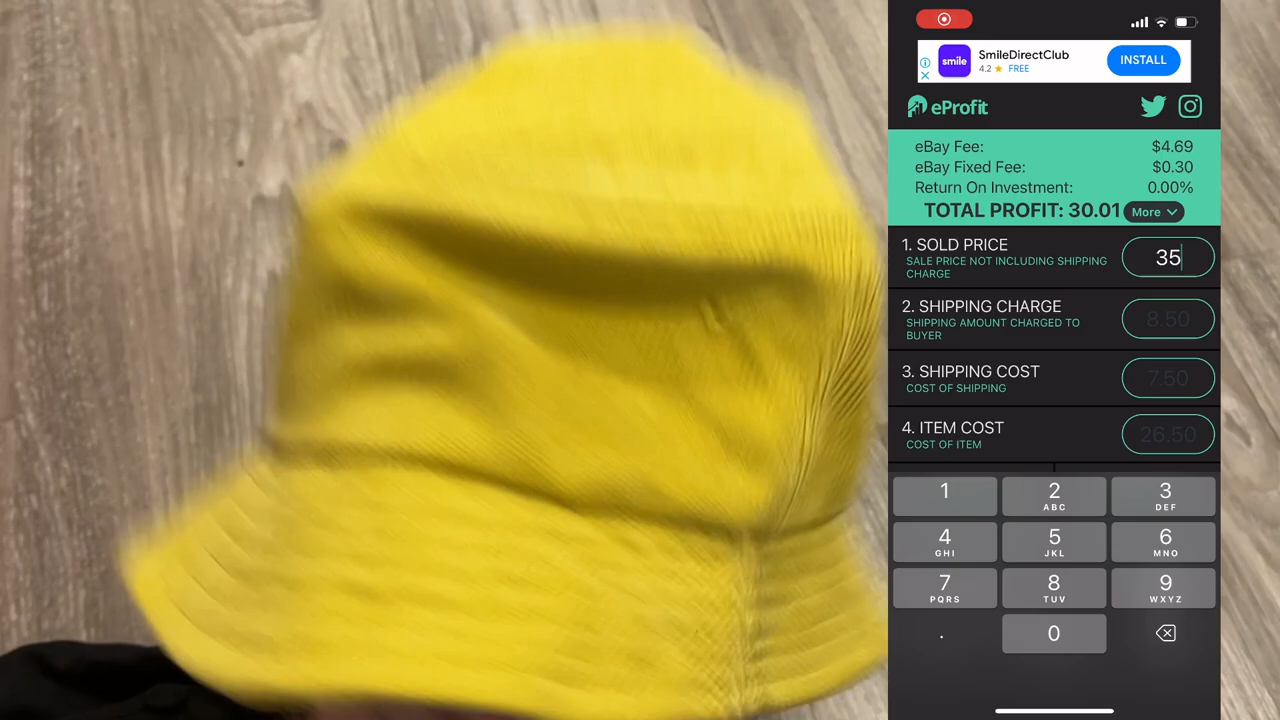 smile
SmileDirectClub
4.2 ★ FREE
INSTALL
eProfit
eBay Fee: $4.69
eBay Fixed Fee: $0.30
Return On Investment: 0.00%
TOTAL PROFIT: 30.01 More
1. SOLD PRICE
SALE PRICE NOT INCLUDING SHIPPING
CHARGE
35
2. SHIPPING CHARGE
SHIPPING AMOUNT CHARGED TO
BUYER
8.50
3. SHIPPING COST
COST OF SHIPPING
7.50
4. ITEM COST
COST OF ITEM
26.50
1 2 3
ABC DEF
4 5 6
GHI JKL MNO
7 8 9
PQRS TUV WXYZ
. 0